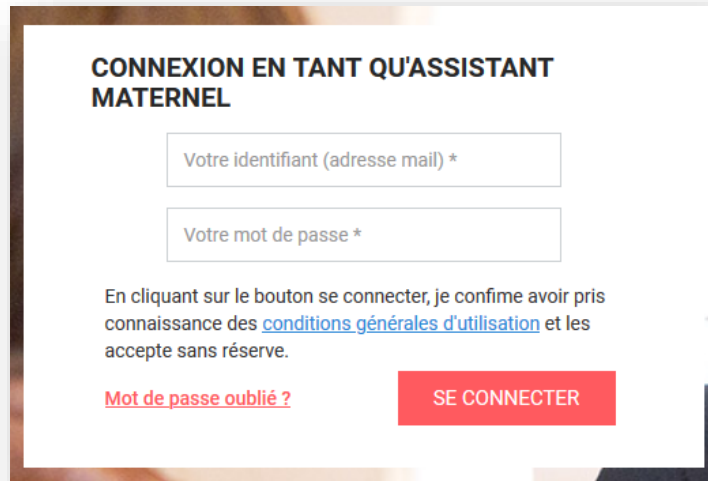 CONNEXION EN TANT QU'ASSISTANT
MATERNEL
Votre identifiant (adresse mail) *
Votre mot de passe *
En cliquant sur le bouton se connecter, je confime avoir pris
connaissance des conditions générales d'utilisation et les
accepte sans réserve.
Mot de passe oublié ?
SE CONNECTER